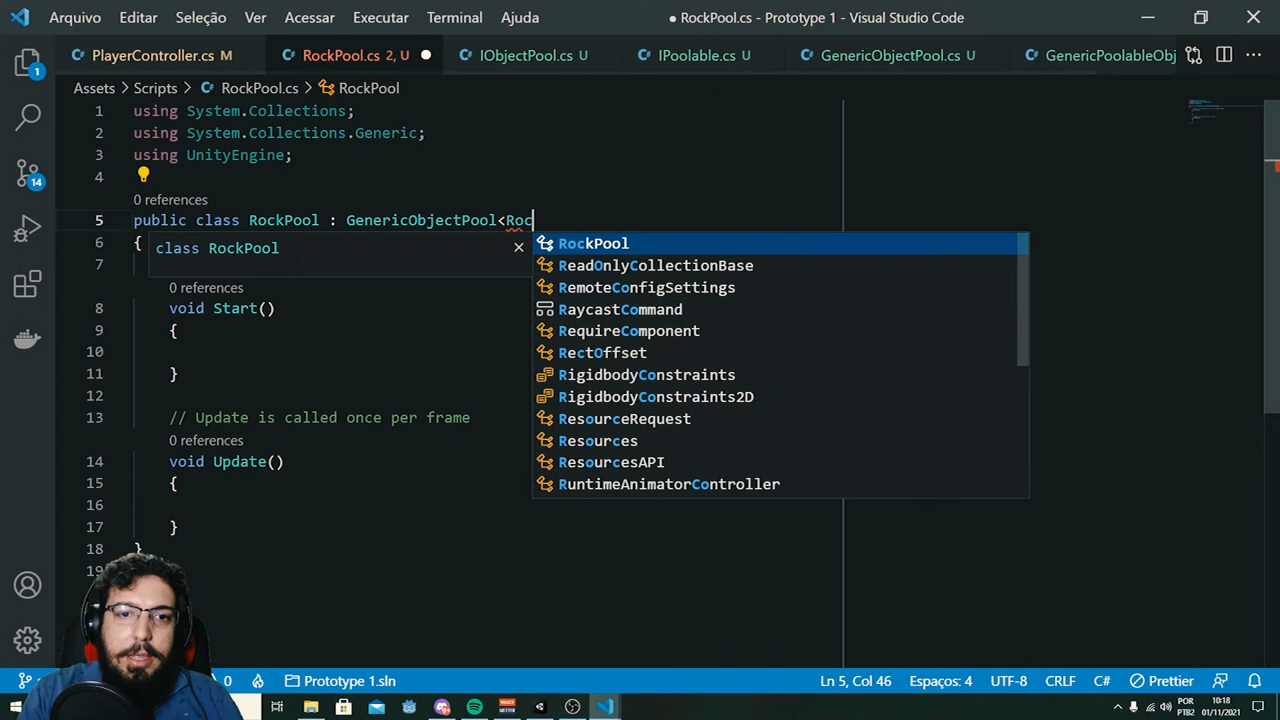 Arquivo Editar Seleção Ver Acessar Executar Terminal Ajuda ● RockPool.cs - Prototype 1 - Visual Studio Code
PlayerController.cs M RockPool.cs 2, U IObjectPool.cs U IPoolable.cs U GenericObjectPool.cs U GenericPoolableObj
1
Assets > Scripts > RockPool.cs > RockPool
1 using System.Collections;
2 using System.Collections.Generic;
3 using UnityEngine;
4
14
0 references
5 public class RockPool : GenericObjectPool<Roc
6 {
class RockPool
7
0 references
8 void Start()
9 {
10
11 }
12
13 // Update is called once per frame
0 references
14 void Update()
15 {
16
17 }
18 }
19
RockPool
ReadOnlyCollectionBase
RemoteConfigSettings
RaycastCommand
RequireComponent
RectOffset
RigidbodyConstraints
RigidbodyConstraints2D
ResourceRequest
Resources
ResourcesAPI
RuntimeAnimatorController
0 Prototype 1.sln Ln 5, Col 46 Espaços: 4 UTF-8 CRLF C# Prettier
POR 10:18
PTB2 01/11/2021